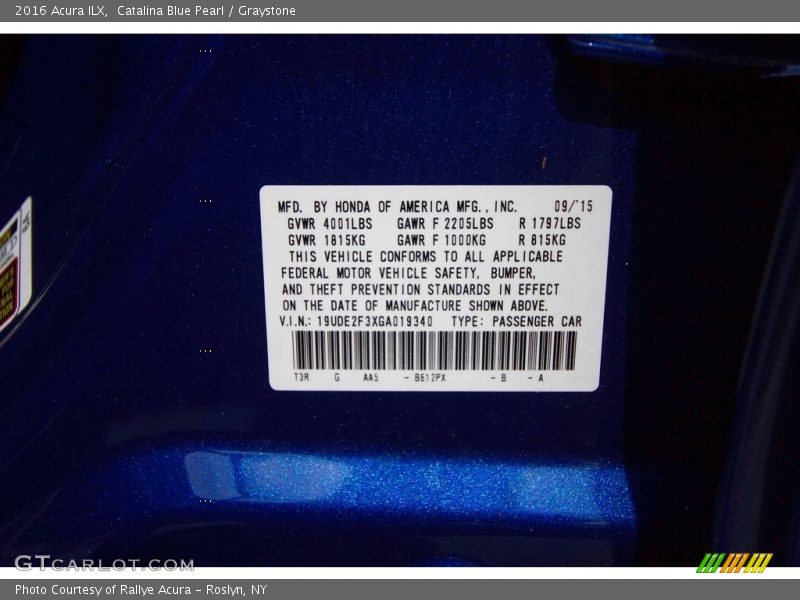 2016 Acura ILX, Catalina Blue Pearl / Graystone
MFD. BY HONDA OF AMERICA MFG., INC. 09/'15
GVWR 4001LBS GAWR F 2205LBS R 1797LBS
GVWR 1815KG GAWR F 1000KG R 815KG
THIS VEHICLE CONFORMS TO ALL APPLICABLE
FEDERAL MOTOR VEHICLE SAFETY, BUMPER,
AND THEFT PREVENTION STANDARDS IN EFFECT
ON THE DATE OF MANUFACTURE SHOWN ABOVE.
V.I.N.: 19UDE2F3XGA019340 TYPE: PASSENGER CAR
T3R G AA5 - B612PX - B - A
GTCARLOT.COM
Photo Courtesy of Rallye Acura – Roslyn, NY